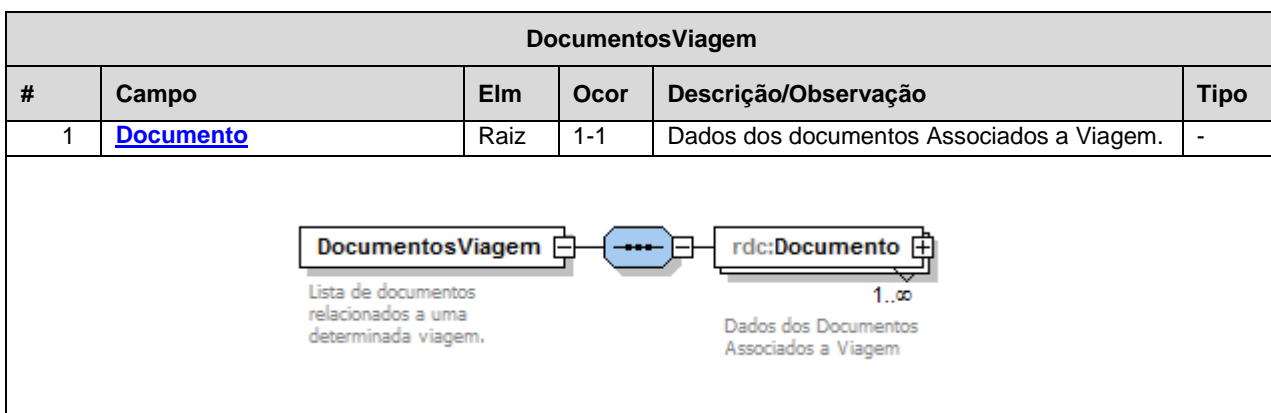 DocumentosViagem
# Campo Elm Ocor Descrição/Observação Tipo
1 Documento Raiz 1-1 Dados dos documentos Associados a Viagem. -
DocumentosViagem rdc:Documento
1..∞
Lista de documentos
relacionados a uma
determinada viagem.
Dados dos Documentos
Associados a Viagem